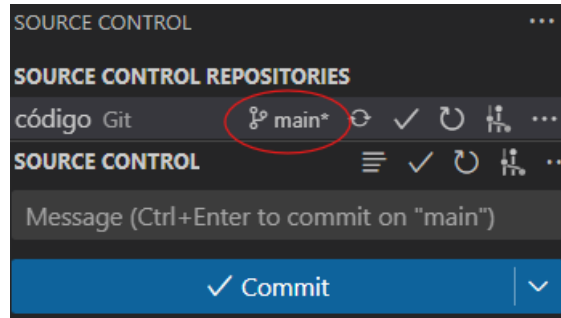 SOURCE CONTROL
SOURCE CONTROL REPOSITORIES
código Git main*
SOURCE CONTROL
Message (Ctrl+Enter to commit on "main")
Commit